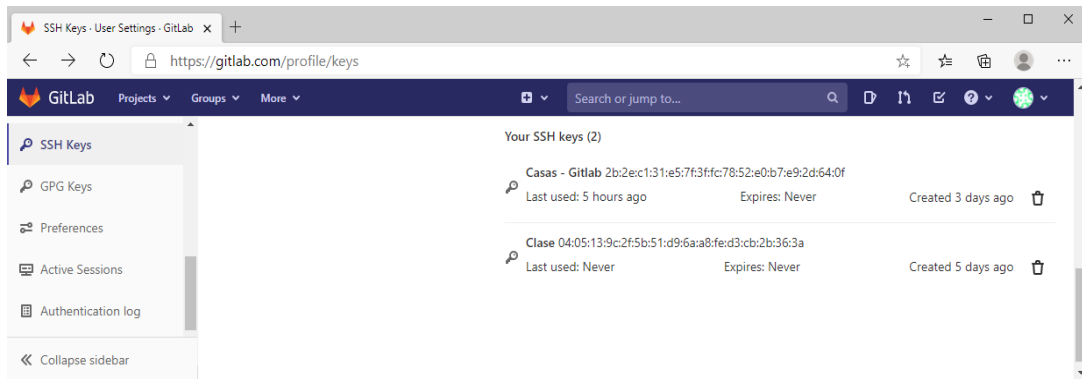 SSH Keys · User Settings · GitLab
https://gitlab.com/profile/keys
GitLab Projects Groups More Search or jump to...
SSH Keys
GPG Keys
Preferences
Active Sessions
Authentication log
Collapse sidebar
Your SSH keys (2)
Casas - Gitlab 2b:2e:c1:31:e5:7f:3f:fc:78:52:e0:b7:e9:2d:64:0f
Last used: 5 hours ago Expires: Never Created 3 days ago
Clase 04:05:13:9c:2f:5b:51:d9:6a:a8:fe:d3:cb:2b:36:3a
Last used: Never Expires: Never Created 5 days ago